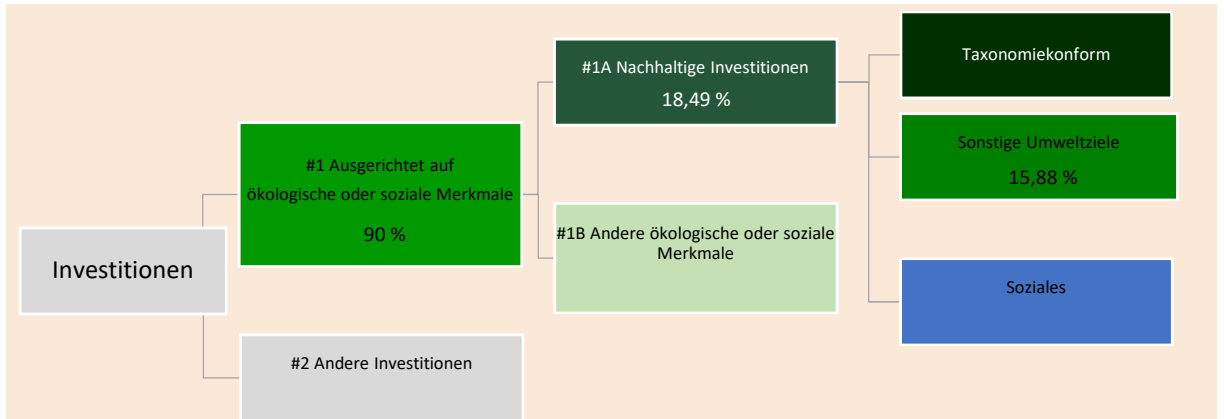 Investitionen
#1 Ausgerichtet auf
ökologische oder soziale Merkmale
90 %
#2 Andere Investitionen
#1A Nachhaltige Investitionen
18,49 %
#1B Andere ökologische oder soziale
Merkmale
Taxonomiekonform
Sonstige Umweltziele
15,88 %
Soziales